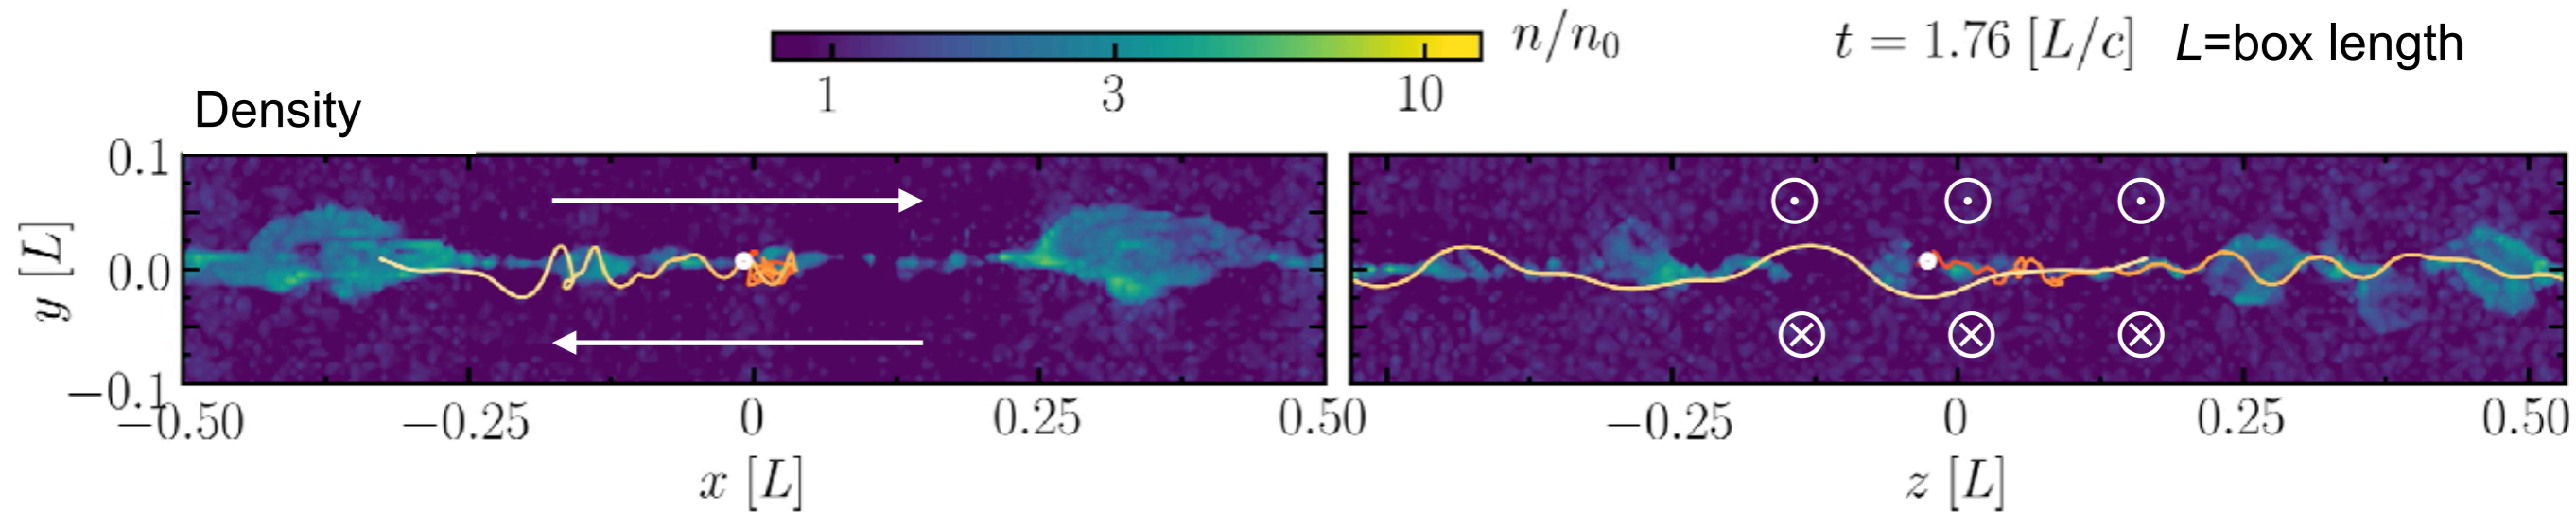 n/n₀
t = 1.76 [L/c] L=box length
1 3 10
Density
y [L]
0.1
0.0
−0.1
−0.50 −0.25 0 0.25 0.50
−0.25 0 0.25 0.50
x [L]
z [L]